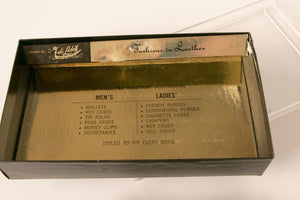 Fashions in Leather
MEN'S LADIES'
• WALLETS • FRENCH PURSES
• KEY CASES • CONTINENTAL PURSES
• TRI FOLDS • CIGARETTE CASES
• PASS CASES • LIGHTERS
• MONEY CLIPS • KEY CASES
• SECRETARIES • BILL FOLDS
STYLED TO FIT EVERY MODE